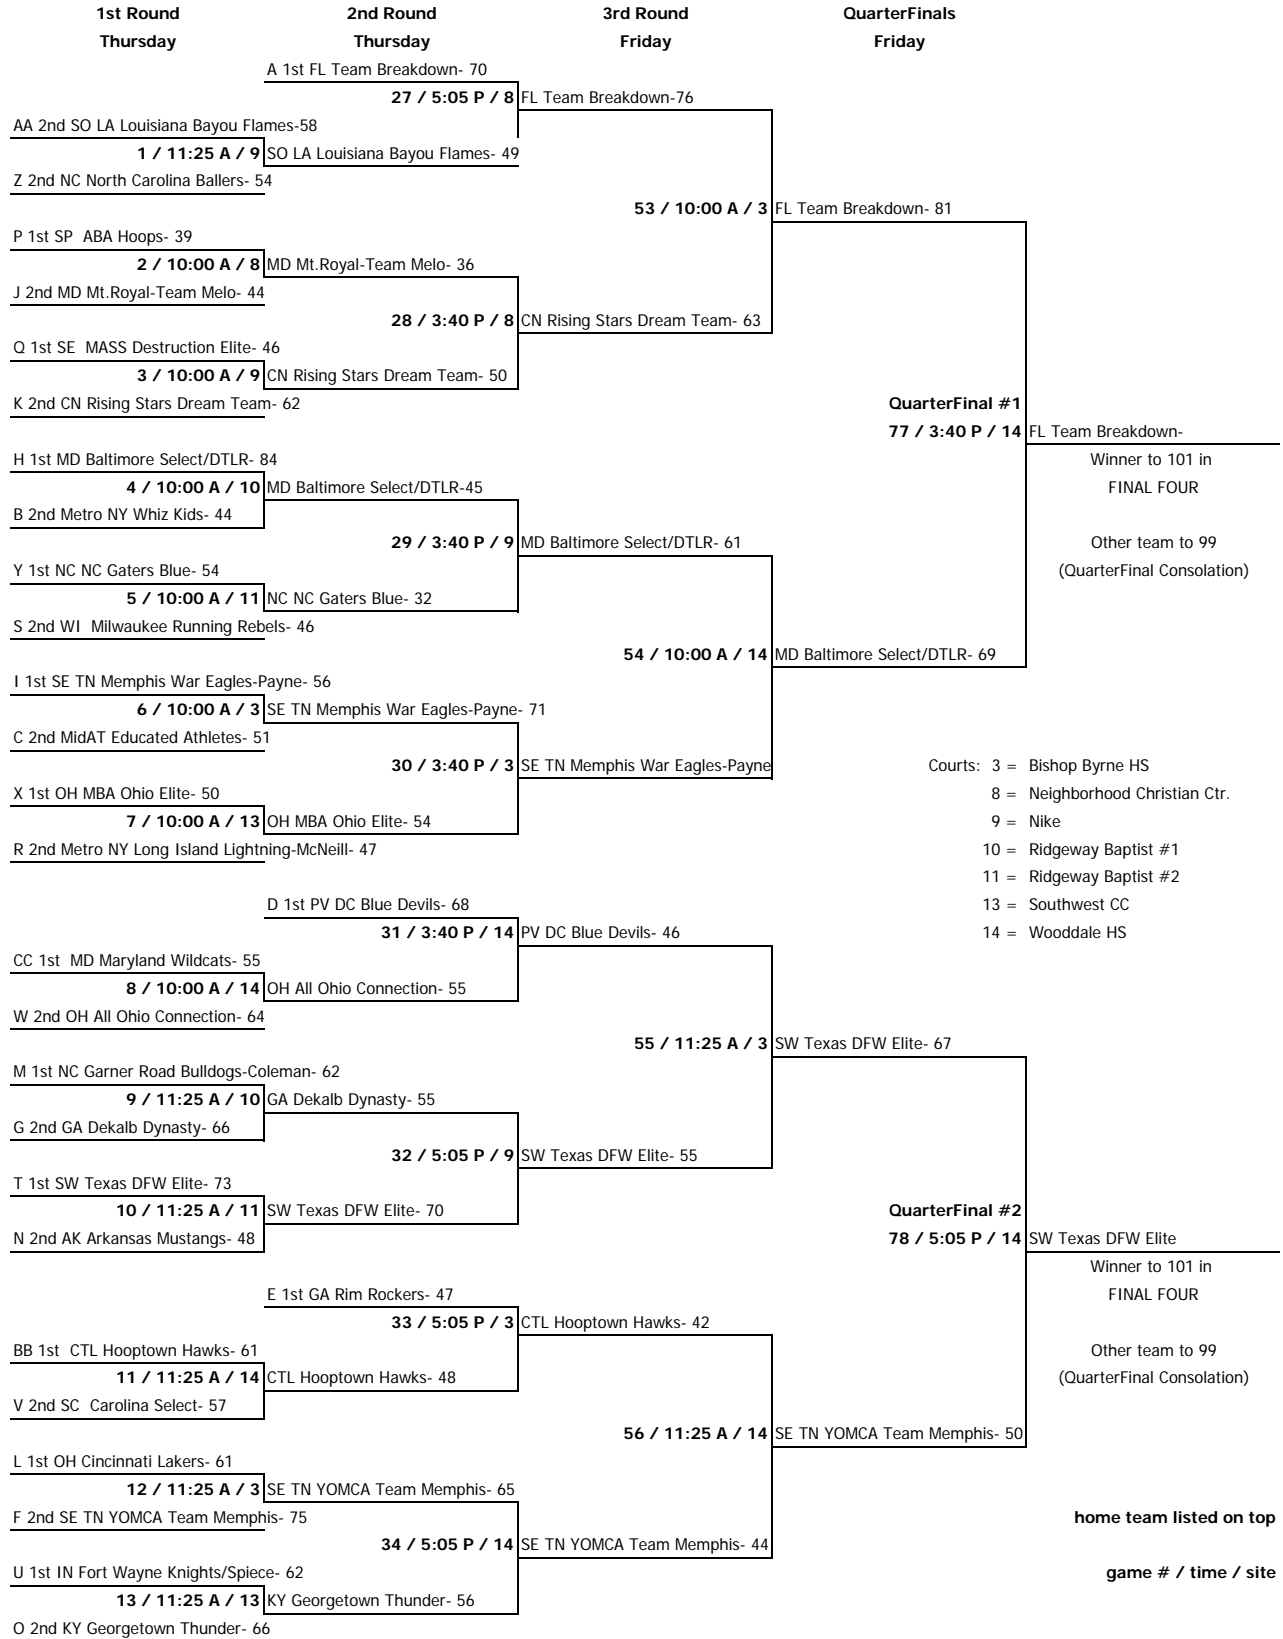 1st Round 2nd Round 3rd Round QuarterFinals
Thursday Thursday Friday Friday
A 1st FL Team Breakdown- 70
27 / 5:05 P / 8 FL Team Breakdown-76
AA 2nd SO LA Louisiana Bayou Flames-58
1 / 11:25 A / 9 SO LA Louisiana Bayou Flames- 49
Z 2nd NC North Carolina Ballers- 54
53 / 10:00 A / 3 FL Team Breakdown- 81
P 1st SP ABA Hoops- 39
2 / 10:00 A / 8 MD Mt.Royal-Team Melo- 36
J 2nd MD Mt.Royal-Team Melo- 44
28 / 3:40 P / 8 CN Rising Stars Dream Team- 63
Q 1st SE MASS Destruction Elite- 46
3 / 10:00 A / 9 CN Rising Stars Dream Team- 50
K 2nd CN Rising Stars Dream Team- 62 QuarterFinal #1
77 / 3:40 P / 14 FL Team Breakdown-
H 1st MD Baltimore Select/DTLR- 84 Winner to 101 in
4 / 10:00 A / 10 MD Baltimore Select/DTLR-45 FINAL FOUR
B 2nd Metro NY Whiz Kids- 44
29 / 3:40 P / 9 MD Baltimore Select/DTLR- 61 Other team to 99
Y 1st NC NC Gaters Blue- 54 (QuarterFinal Consolation)
5 / 10:00 A / 11 NC NC Gaters Blue- 32
S 2nd WI Milwaukee Running Rebels- 46
54 / 10:00 A / 14 MD Baltimore Select/DTLR- 69
I 1st SE TN Memphis War Eagles-Payne- 56
6 / 10:00 A / 3 SE TN Memphis War Eagles-Payne- 71
C 2nd MidAT Educated Athletes- 51
30 / 3:40 P / 3 SE TN Memphis War Eagles-Payne Courts: 3 = Bishop Byrne HS
X 1st OH MBA Ohio Elite- 50 8 = Neighborhood Christian Ctr.
7 / 10:00 A / 13 OH MBA Ohio Elite- 54 9 = Nike
R 2nd Metro NY Long Island Lightning-McNeill- 47 10 = Ridgeway Baptist #1
11 = Ridgeway Baptist #2
D 1st PV DC Blue Devils- 68 13 = Southwest CC
31 / 3:40 P / 14 PV DC Blue Devils- 46 14 = Wooddale HS
CC 1st MD Maryland Wildcats- 55
8 / 10:00 A / 14 OH All Ohio Connection- 55
W 2nd OH All Ohio Connection- 64
55 / 11:25 A / 3 SW Texas DFW Elite- 67
M 1st NC Garner Road Bulldogs-Coleman- 62
9 / 11:25 A / 10 GA Dekalb Dynasty- 55
G 2nd GA Dekalb Dynasty- 66
32 / 5:05 P / 9 SW Texas DFW Elite- 55
T 1st SW Texas DFW Elite- 73
10 / 11:25 A / 11 SW Texas DFW Elite- 70 QuarterFinal #2
N 2nd AK Arkansas Mustangs- 48 78 / 5:05 P / 14 SW Texas DFW Elite
Winner to 101 in
E 1st GA Rim Rockers- 47 FINAL FOUR
33 / 5:05 P / 3 CTL Hooptown Hawks- 42
BB 1st CTL Hooptown Hawks- 61 Other team to 99
11 / 11:25 A / 14 CTL Hooptown Hawks- 48 (QuarterFinal Consolation)
V 2nd SC Carolina Select- 57
56 / 11:25 A / 14 SE TN YOMCA Team Memphis- 50
L 1st OH Cincinnati Lakers- 61
12 / 11:25 A / 3 SE TN YOMCA Team Memphis- 65
F 2nd SE TN YOMCA Team Memphis- 75 home team listed on top
34 / 5:05 P / 14 SE TN YOMCA Team Memphis- 44
U 1st IN Fort Wayne Knights/Spiece- 62 game # / time / site
13 / 11:25 A / 13 KY Georgetown Thunder- 56
O 2nd KY Georgetown Thunder- 66